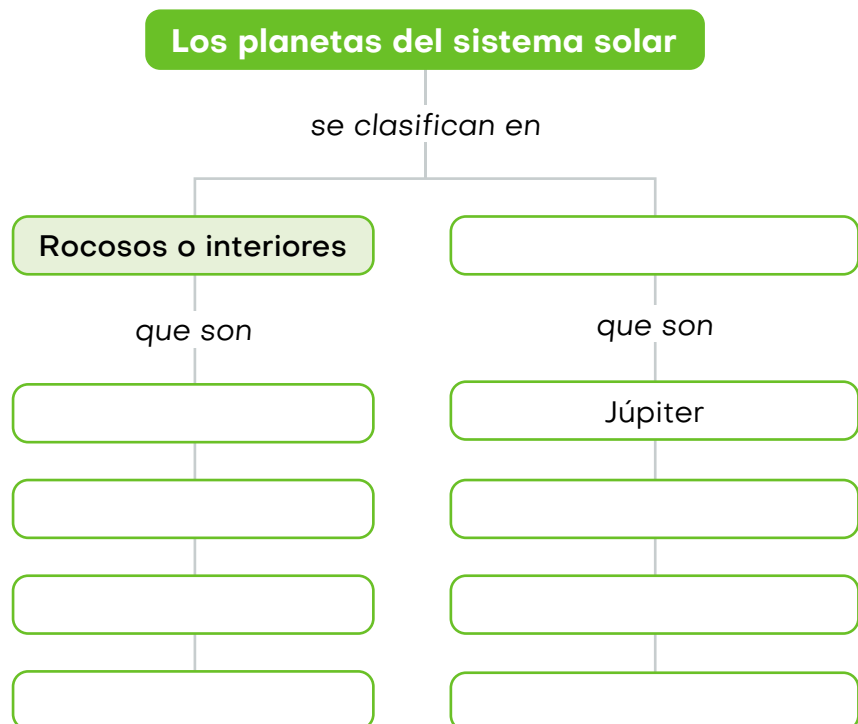 Los planetas del sistema solar
se clasifican en
Rocosos o interiores
que son
que son
Júpiter